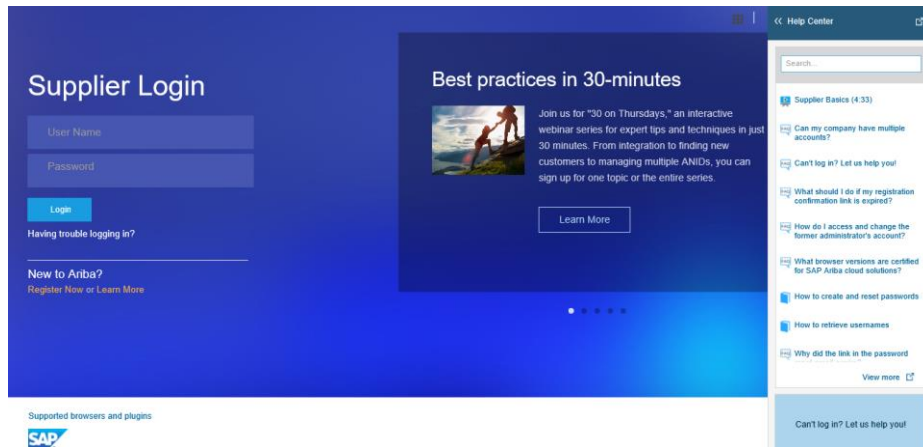 Supplier Login
User Name
Password
Login
Having trouble logging in?
New to Ariba?
Register Now or Learn More
Best practices in 30-minutes
Join us for "30 on Thursdays," an interactive
webinar series for expert tips and techniques in just
30 minutes. From integration to finding new
customers to managing multiple ANIDs, you can
sign up for one topic or the entire series.
Learn More
Supported browsers and plugins
SAP
Help Center
Search...
Supplier Basics (4:33)
Can my company have multiple
accounts?
Can't log in? Let us help you!
What should I do if my registration
confirmation link is expired?
How do I access and change the
former administrator's account?
What browser versions are certified
for SAP Ariba cloud solutions?
How to create and reset passwords
How to retrieve usernames
Why did the link in the password
View more
Can't log in? Let us help you!